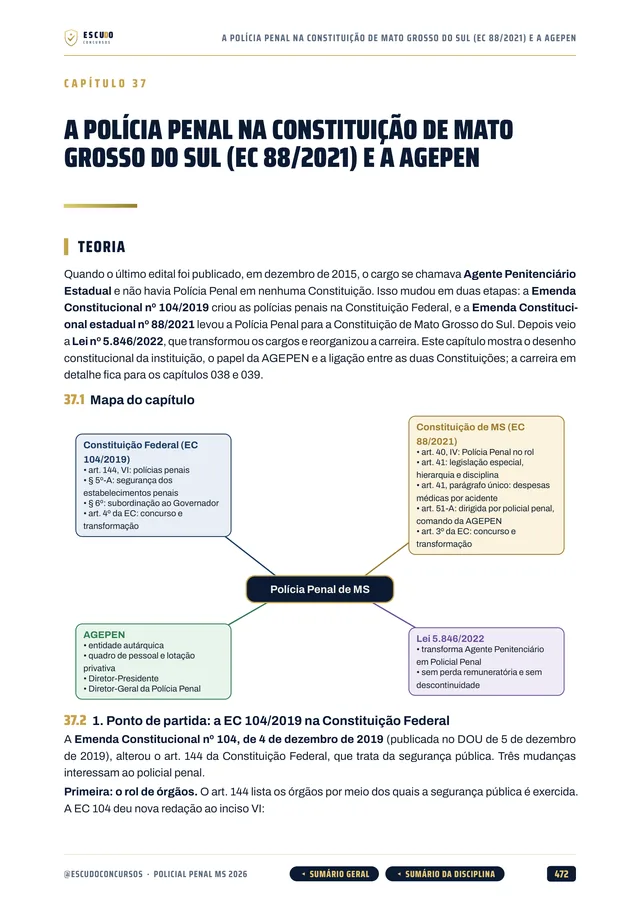 ESCUDO
CONCURSOS
A POLÍCIA PENAL NA CONSTITUIÇÃO DE MATO GROSSO DO SUL (EC 88/2021) E A AGEPEN
CAPÍTULO 37
A POLÍCIA PENAL NA CONSTITUIÇÃO DE MATO
GROSSO DO SUL (EC 88/2021) E A AGEPEN
TEORIA
Quando o último edital foi publicado, em dezembro de 2015, o cargo se chamava Agente Penitenciário
Estadual e não havia Polícia Penal em nenhuma Constituição. Isso mudou em duas etapas: a Emenda
Constitucional nº 104/2019 criou as polícias penais na Constituição Federal, e a Emenda Constituci-
onal estadual nº 88/2021 levou a Polícia Penal para a Constituição de Mato Grosso do Sul. Depois veio
a Lei nº 5.846/2022, que transformou os cargos e reorganizou a carreira. Este capítulo mostra o desenho
constitucional da instituição, o papel da AGEPEN e a ligação entre as duas Constituições; a carreira em
detalhe fica para os capítulos 038 e 039.
37.1 Mapa do capítulo
Constituição Federal (EC
104/2019)
• art. 144, VI: polícias penais
• § 5º-A: segurança dos
estabelecimentos penais
• § 6º: subordinação ao Governador
• art. 4º da EC: concurso e
transformação
Constituição de MS (EC
88/2021)
• art. 40, IV: Polícia Penal no rol
• art. 41: legislação especial,
hierarquia e disciplina
• art. 41, parágrafo único: despesas
médicas por acidente
• art. 51-A: dirigida por policial penal,
comando da AGEPEN
• art. 3º da EC: concurso e
transformação
Polícia Penal de MS
AGEPEN
• entidade autárquica
• quadro de pessoal e lotação
privativa
• Diretor-Presidente
• Diretor-Geral da Polícia Penal
Lei 5.846/2022
• transforma Agente Penitenciário
em Policial Penal
• sem perda remuneratória e sem
descontinuidade
37.2 1. Ponto de partida: a EC 104/2019 na Constituição Federal
A Emenda Constitucional nº 104, de 4 de dezembro de 2019 (publicada no DOU de 5 de dezembro
de 2019), alterou o art. 144 da Constituição Federal, que trata da segurança pública. Três mudanças
interessam ao policial penal.
Primeira: o rol de órgãos. O art. 144 lista os órgãos por meio dos quais a segurança pública é exercida.
A EC 104 deu nova redação ao inciso VI:
@ESCUDOCONCURSOS · POLICIAL PENAL MS 2026
◂ SUMÁRIO GERAL
◂ SUMÁRIO DA DISCIPLINA
472